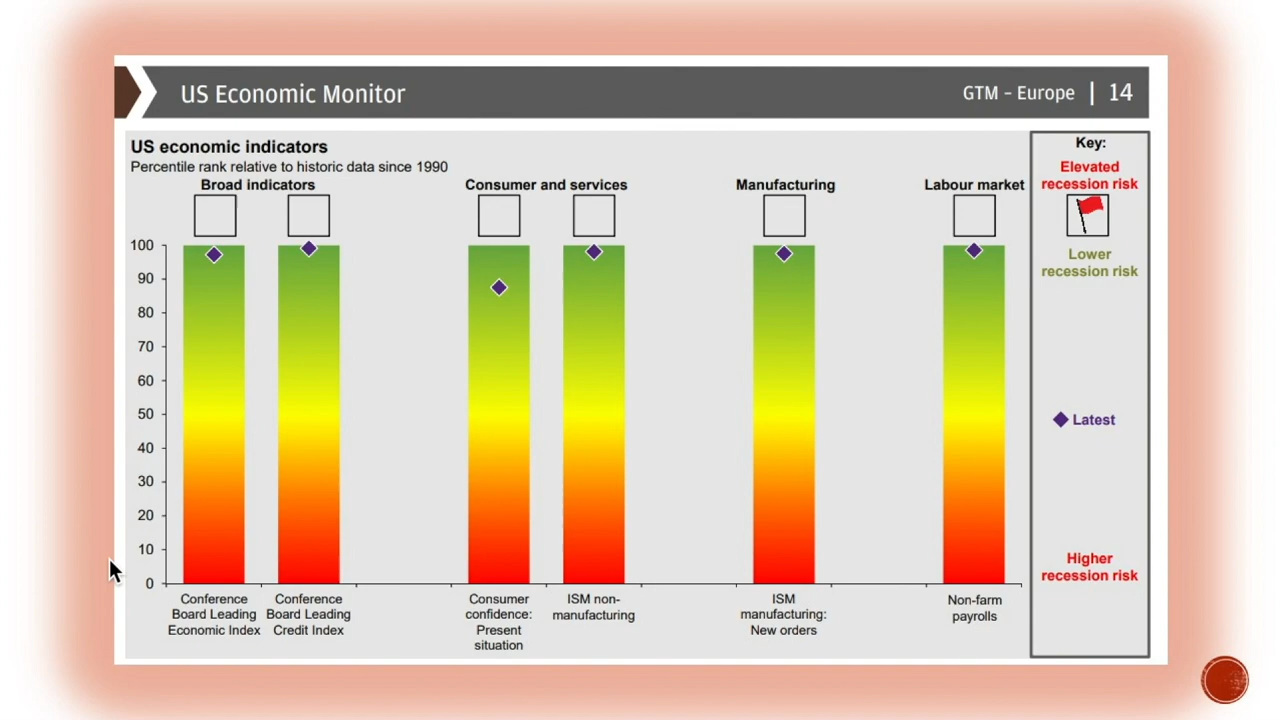 US Economic Monitor
GTM – Europe | 14
US economic indicators
Percentile rank relative to historic data since 1990
Broad indicators
Consumer and services
Manufacturing
Labour market
100
90
80
70
60
50
40
30
20
10
0
Conference
Board Leading
Economic Index
Conference
Board Leading
Credit Index
Consumer
confidence:
Present
situation
ISM non-
manufacturing
ISM
manufacturing:
New orders
Non-farm
payrolls
Key:
Elevated
recession risk
Lower
recession risk
Latest
Higher
recession risk